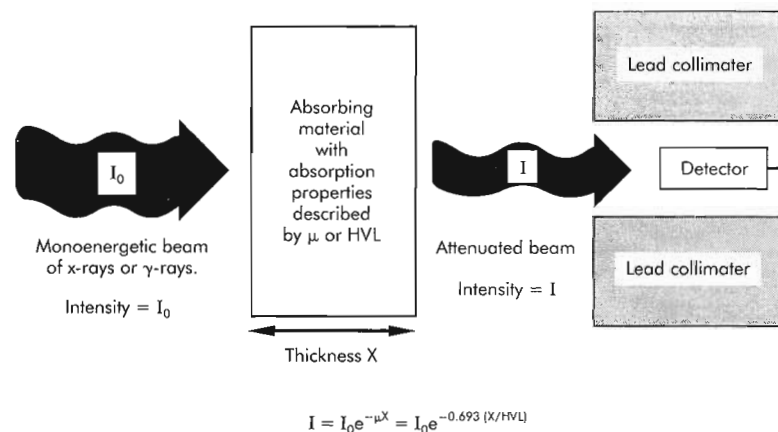 Lead collimater
I₀
Absorbing
material
with
absorption
properties
described
by μ or HVL
I
Detector
Monoenergetic beam
of x-rays or γ-rays.
Intensity = I₀
Attenuated beam
Intensity = I
Lead collimater
Thickness X
I = I₀e^−μX = I₀e^−0.693 (X/HVL)